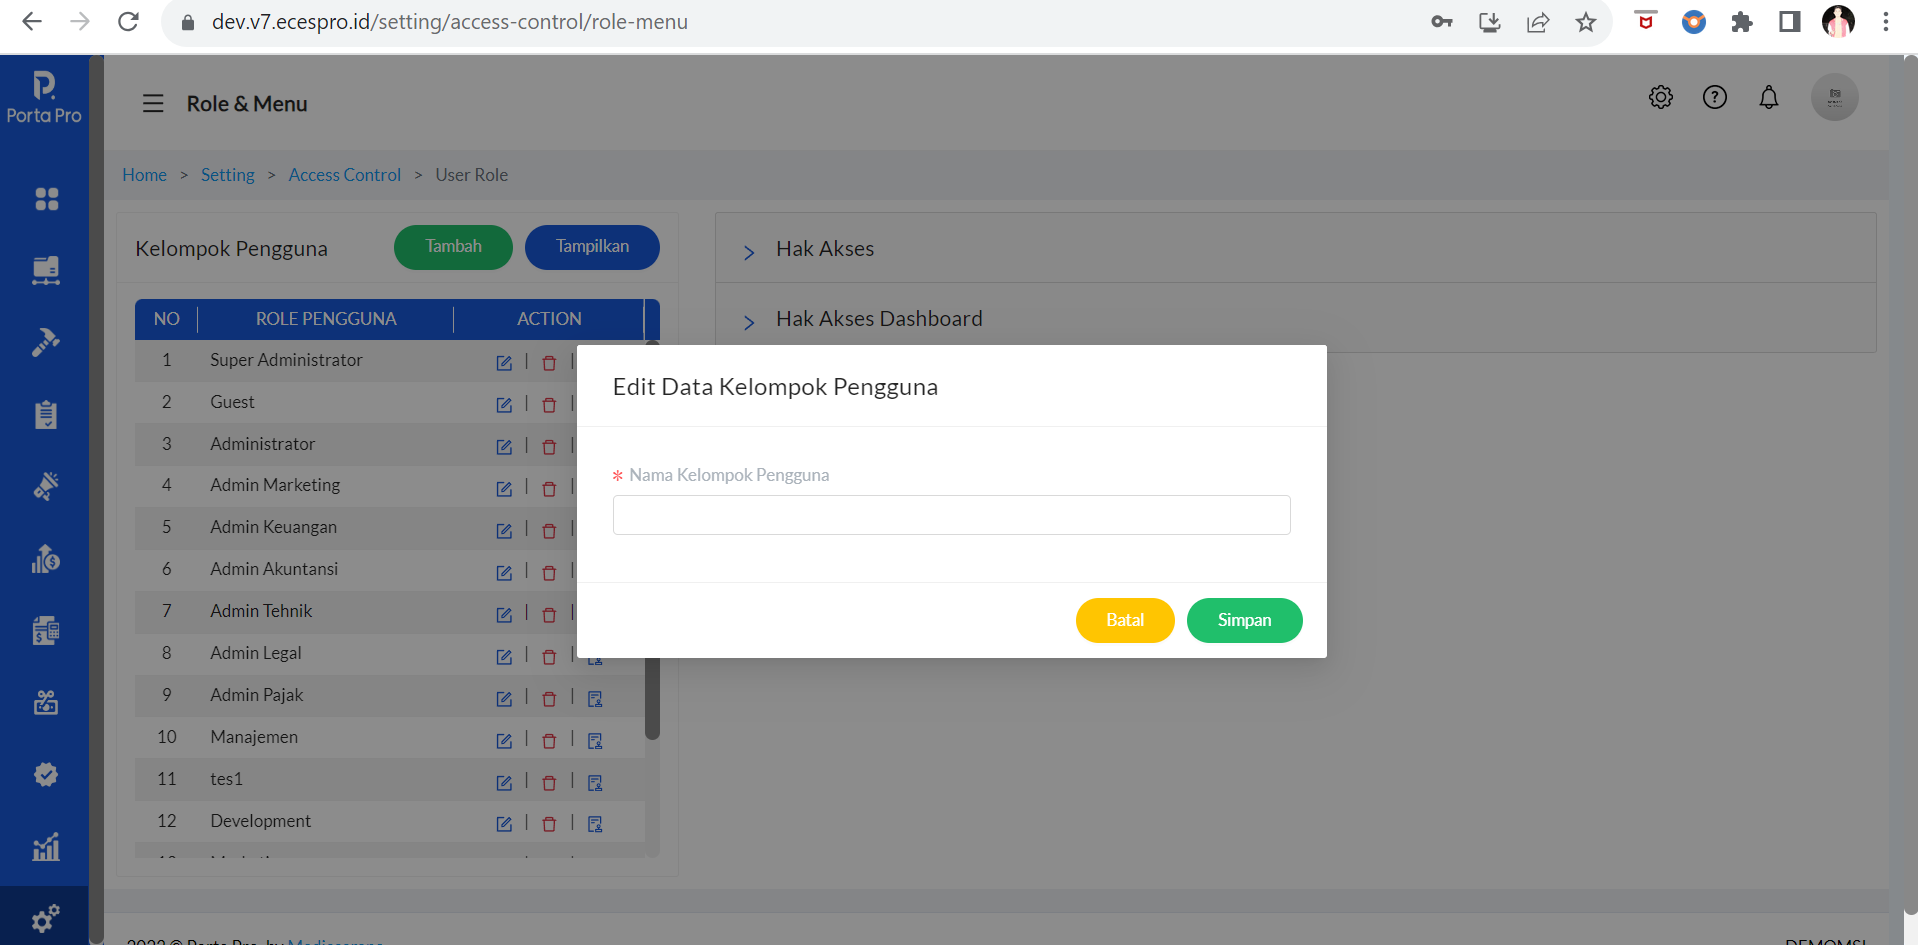 dev.v7.ecespro.id/setting/access-control/role-menu
Porta Pro
Role & Menu
Home > Setting > Access Control > User Role
Kelompok Pengguna
Tambah
Tampilkan
NO ROLE PENGGUNA ACTION
1 Super Administrator
2 Guest
3 Administrator
4 Admin Marketing
5 Admin Keuangan
6 Admin Akuntansi
7 Admin Tehnik
8 Admin Legal
9 Admin Pajak
10 Manajemen
11 tes1
12 Development
Hak Akses
Hak Akses Dashboard
Edit Data Kelompok Pengguna
* Nama Kelompok Pengguna
Batal
Simpan